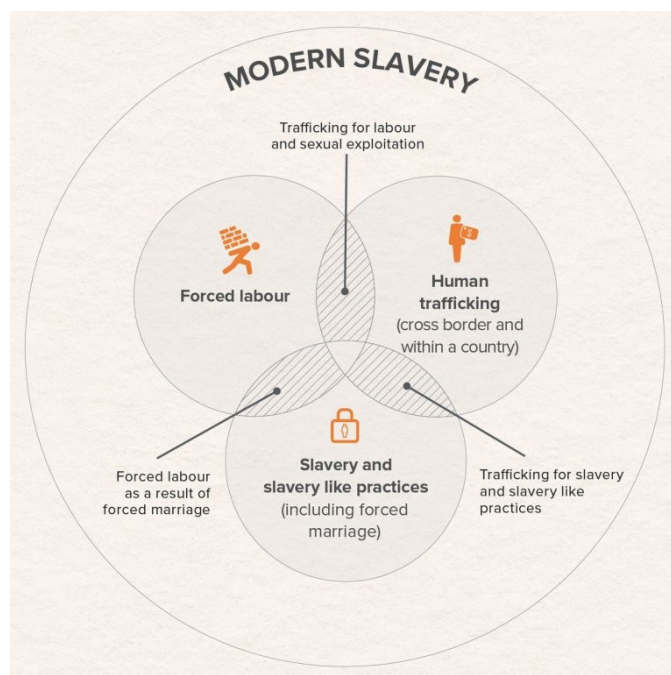 MODERN SLAVERY
Trafficking for labour
and sexual exploitation
Forced labour
Human
trafficking
(cross border and
within a country)
Slavery and
slavery like practices
(including forced
marriage)
Forced labour
as a result of
forced marriage
Trafficking for slavery
and slavery like
practices